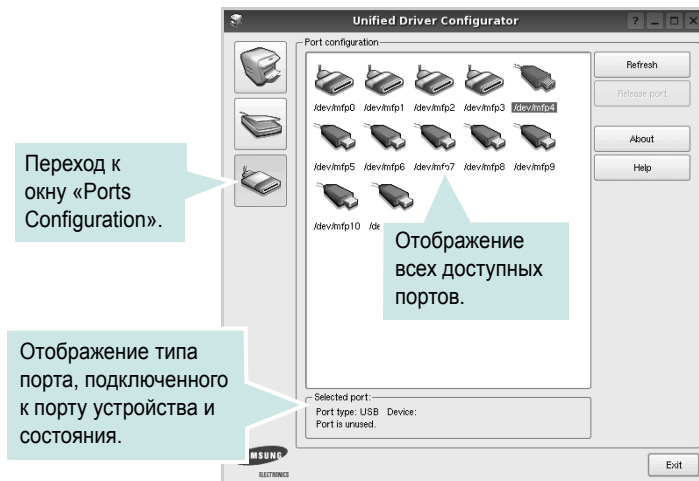 Unified Driver Configurator
Port configuration
/dev/mfp0 /dev/mfp1 /dev/mfp2 /dev/mfp3 /dev/mfp4
/dev/mfp5 /dev/mfp6 /dev/mfp7 /dev/mfp8 /dev/mfp9
/dev/mfp10
Refresh
Release port
About
Help
Переход к
окну «Ports
Configuration».
Отображение
всех доступных
портов.
Отображение типа
порта, подключенного
к порту устройства и
состояния.
Selected port:
Port type: USB Device:
Port is unused.
MSUNG
ELECTRONICS
Exit